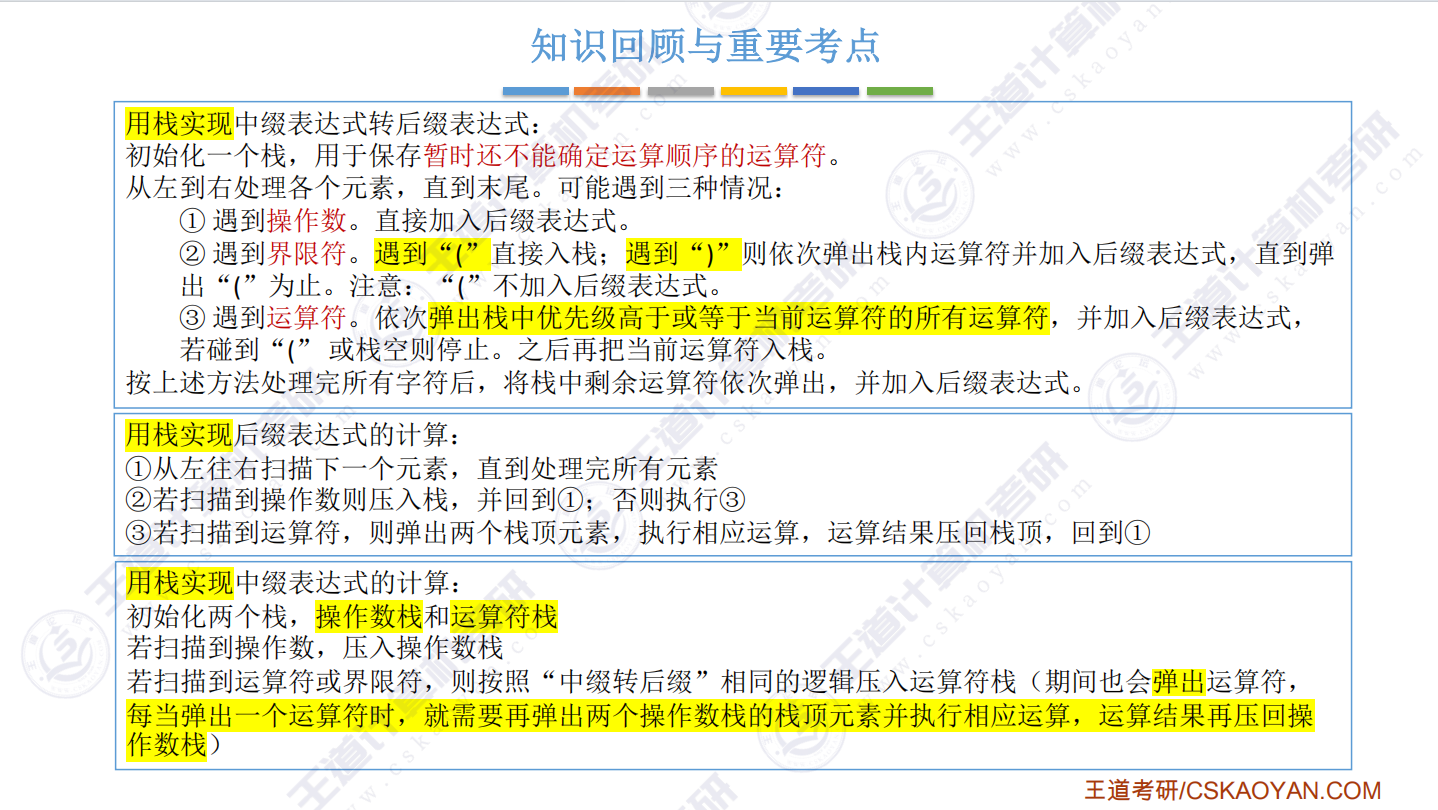 知识回顾与重要考点
用栈实现中缀表达式转后缀表达式：
初始化一个栈，用于保存暂时还不能确定运算顺序的运算符。
从左到右处理各个元素，直到末尾。可能遇到三种情况：
① 遇到操作数。直接加入后缀表达式。
② 遇到界限符。遇到“(”直接入栈；遇到“)”则依次弹出栈内运算符并加入后缀表达式，直到弹
出“(”为止。注意：“(”不加入后缀表达式。
③ 遇到运算符。依次弹出栈中优先级高于或等于当前运算符的所有运算符，并加入后缀表达式，
若碰到“(” 或栈空则停止。之后再把当前运算符入栈。
按上述方法处理完所有字符后，将栈中剩余运算符依次弹出，并加入后缀表达式。
用栈实现后缀表达式的计算：
①从左往右扫描下一个元素，直到处理完所有元素
②若扫描到操作数则压入栈，并回到①；否则执行③
③若扫描到运算符，则弹出两个栈顶元素，执行相应运算，运算结果压回栈顶，回到①
用栈实现中缀表达式的计算：
初始化两个栈，操作数栈和运算符栈
若扫描到操作数，压入操作数栈
若扫描到运算符或界限符，则按照“中缀转后缀”相同的逻辑压入运算符栈（期间也会弹出运算符，
每当弹出一个运算符时，就需要再弹出两个操作数栈的栈顶元素并执行相应运算，运算结果再压回操
作数栈）
王道考研/CSKAOYAN.COM
王道计算机考研
www.cskaoyan.com